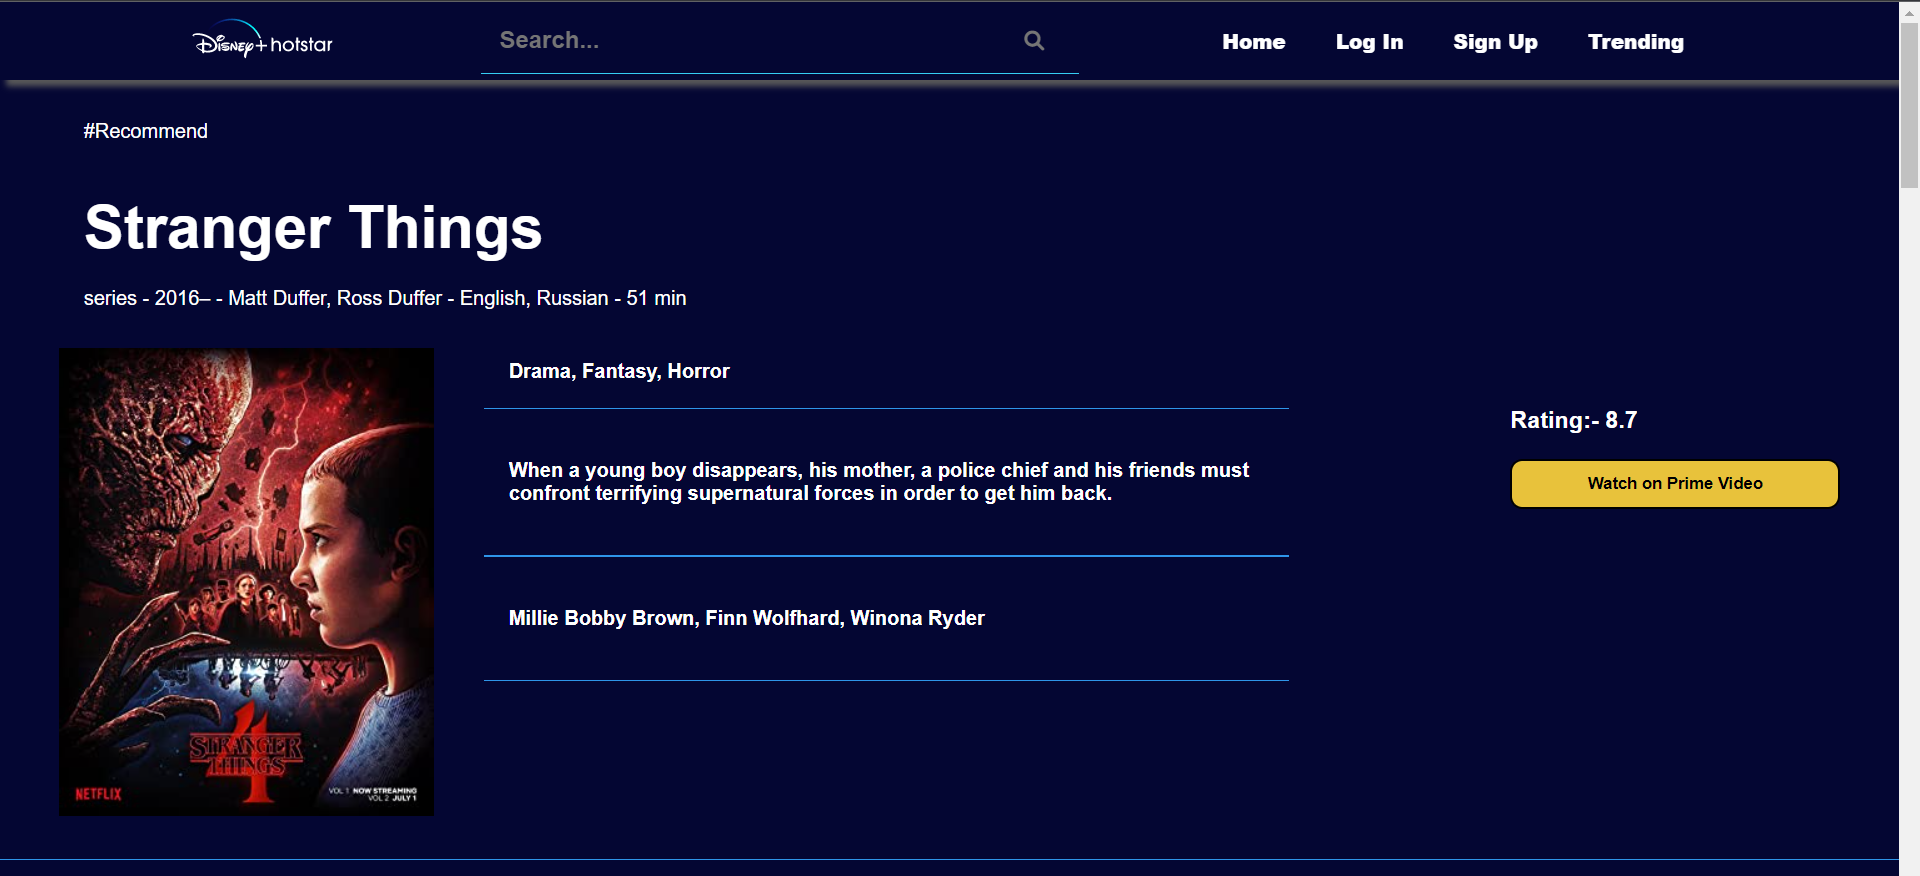 Disney+ hotstar
Search...
Home
Log In
Sign Up
Trending
#Recommend
Stranger Things
series - 2016– - Matt Duffer, Ross Duffer - English, Russian - 51 min
Drama, Fantasy, Horror
When a young boy disappears, his mother, a police chief and his friends must
confront terrifying supernatural forces in order to get him back.
Millie Bobby Brown, Finn Wolfhard, Winona Ryder
Rating:- 8.7
Watch on Prime Video
STRANGER
THINGS
4
NETFLIX
VOL 1 NOW STREAMING
VOL 2 JULY 1